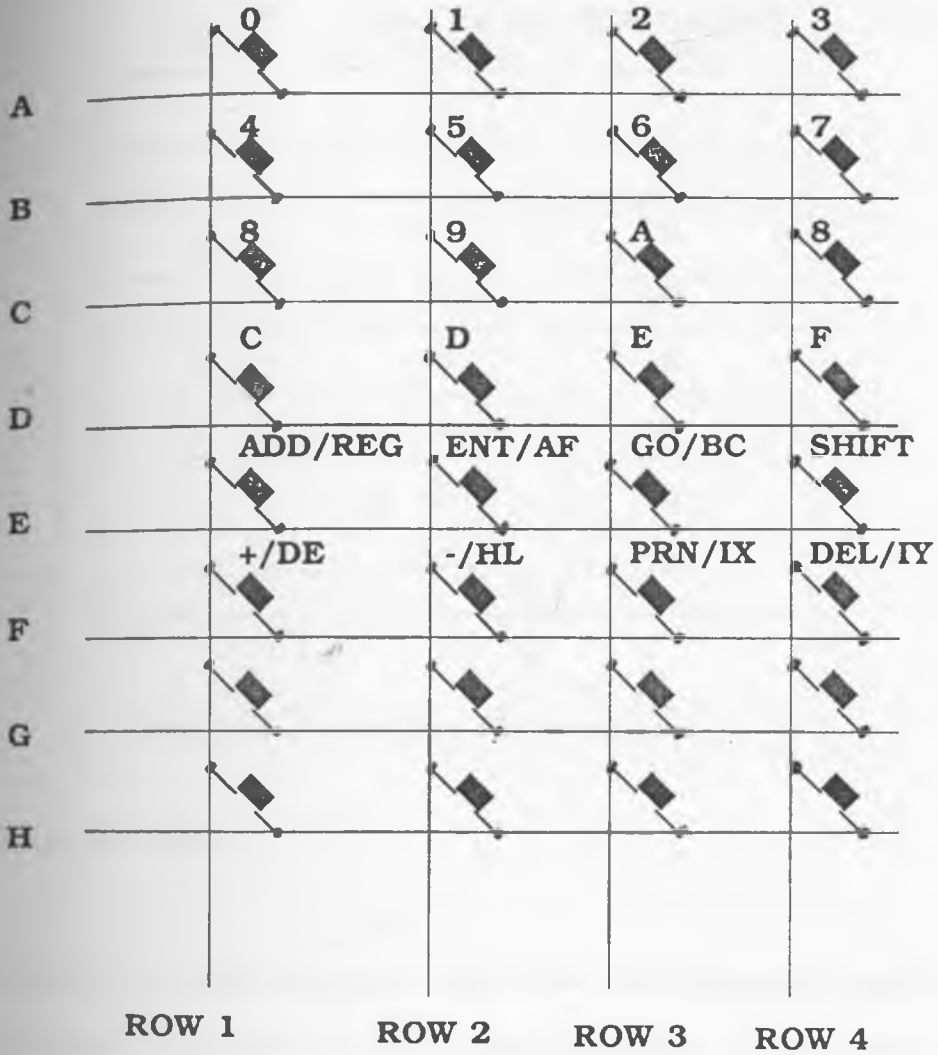 0 1 2 3
A
4 5 6 7
B
8 9 A 8
C
C D E F
D
ADD/REG ENT/AF GO/BC SHIFT
E
+/DE -/HL PRN/IX DEL/IY
F
G
H
ROW 1 ROW 2 ROW 3 ROW 4